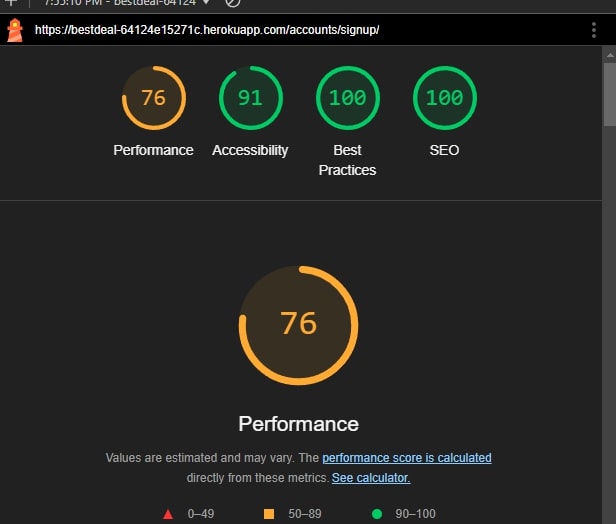 7:55:10 PM - bestdeal-64124
https://bestdeal-64124e15271c.herokuapp.com/accounts/signup/
76 91 100 100
Performance Accessibility Best Practices SEO
76
Performance
Values are estimated and may vary. The performance score is calculated
directly from these metrics. See calculator.
0–49 50–89 90–100